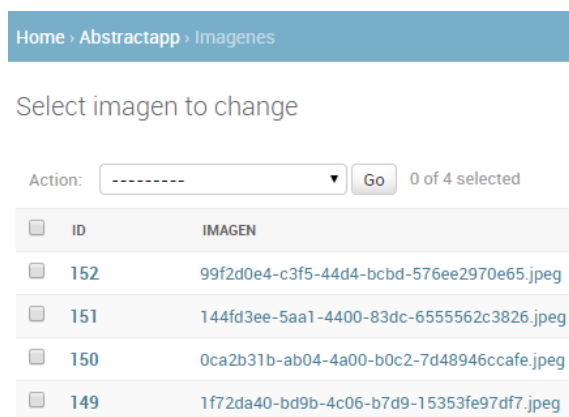 Home › Abstractapp › Imagenes
Select imagen to change
Action: --------- Go 0 of 4 selected
ID IMAGEN
152 99f2d0e4-c3f5-44d4-bcbd-576ee2970e65.jpeg
151 144fd3ee-5aa1-4400-83dc-6555562c3826.jpeg
150 0ca2b31b-ab04-4a00-b0c2-7d48946ccafe.jpeg
149 1f72da40-bd9b-4c06-b7d9-15353fe97df7.jpeg